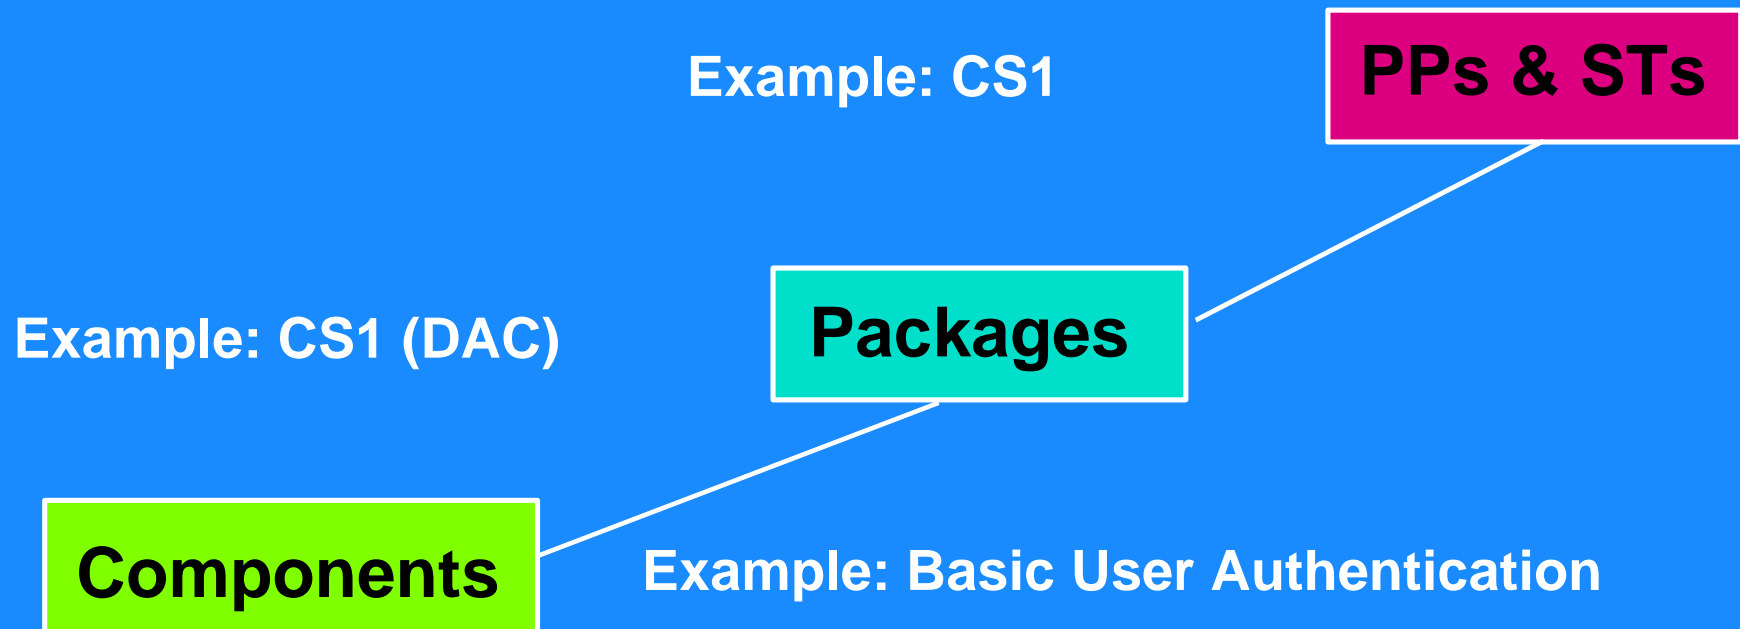 Example: CS1
PPs & STs
Example: CS1 (DAC)
Packages
Components
Example: Basic User Authentication